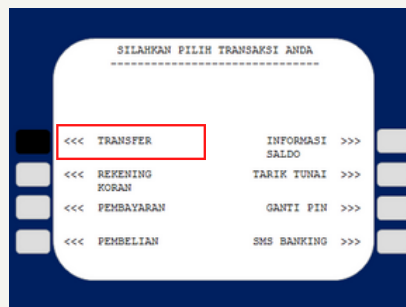 SILAHKAN PILIH TRANSAKSI ANDA
-------------------------------
<<< TRANSFER INFORMASI >>>
SALDO
<<< REKENING TARIK TUNAI >>>
KORAN
<<< PEMBAYARAN GANTI PIN >>>
<<< PEMBELIAN SMS BANKING >>>